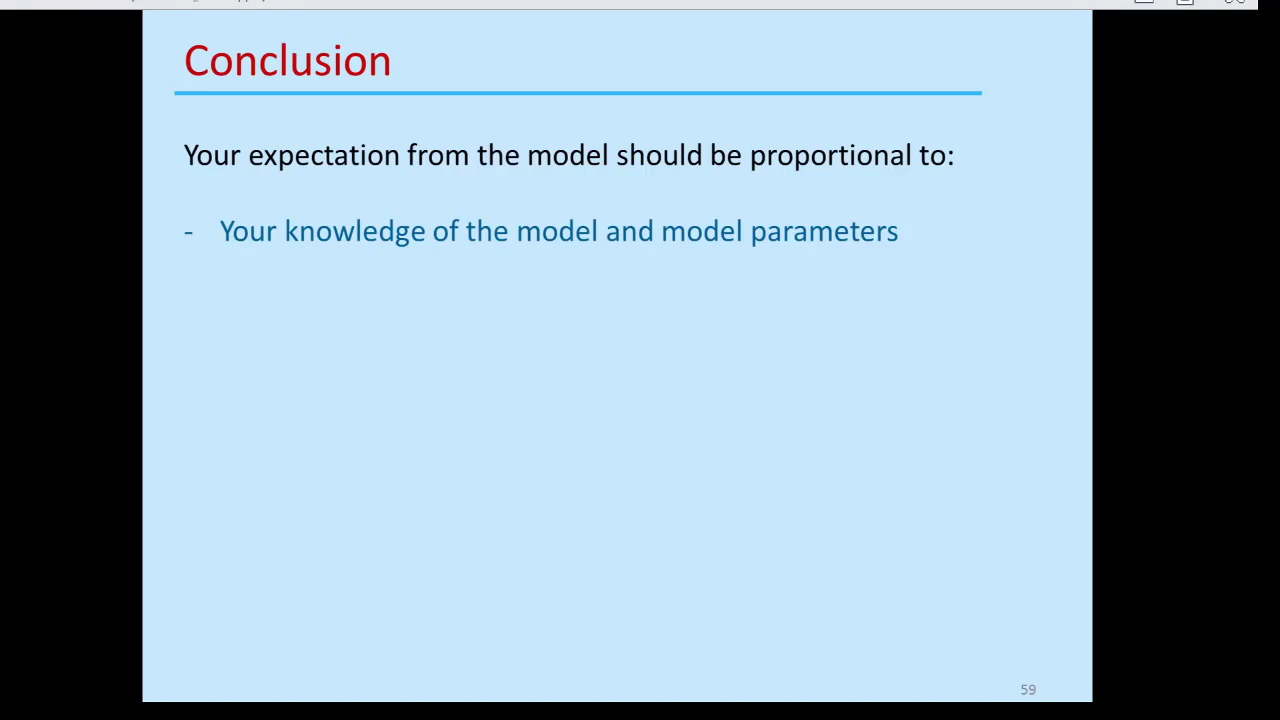 Conclusion
Your expectation from the model should be proportional to:
- Your knowledge of the model and model parameters
59